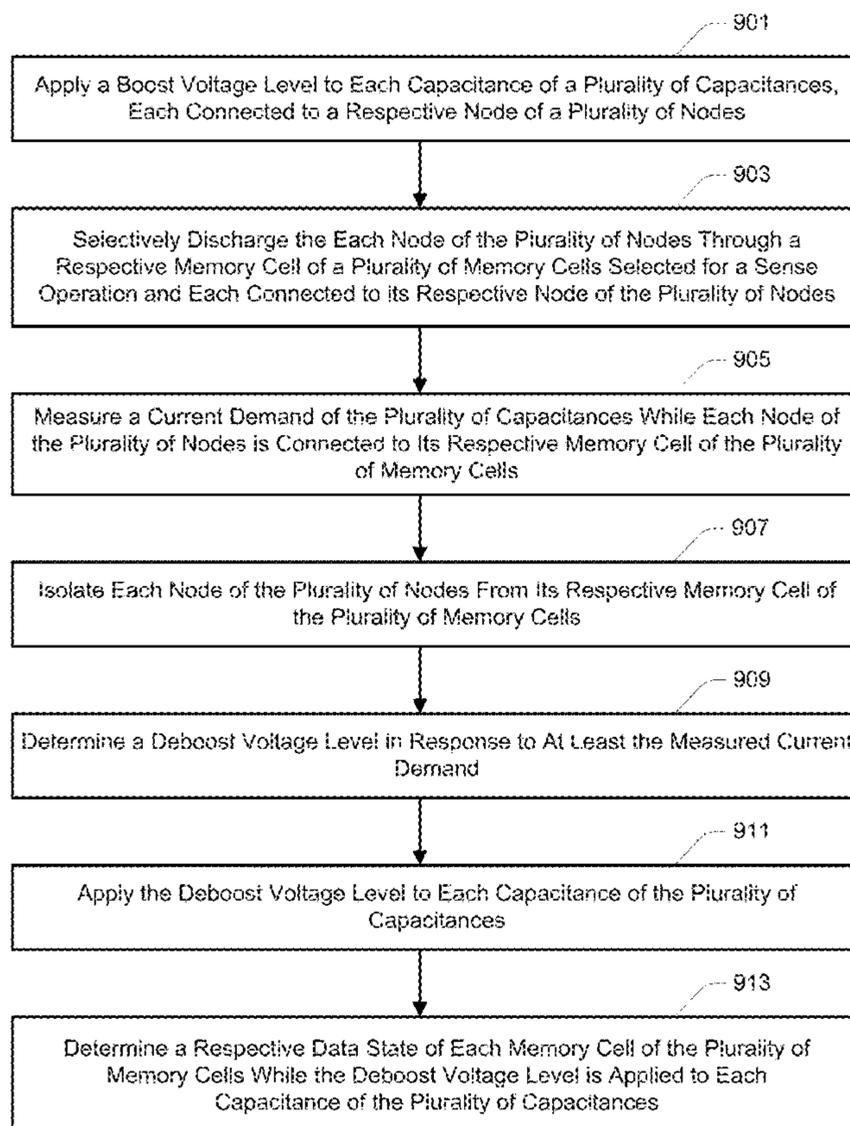 901
Apply a Boost Voltage Level to Each Capacitance of a Plurality of Capacitances,
Each Connected to a Respective Node of a Plurality of Nodes
903
Selectively Discharge the Each Node of the Plurality of Nodes Through a
Respective Memory Cell of a Plurality of Memory Cells Selected for a Sense
Operation and Each Connected to its Respective Node of the Plurality of Nodes
905
Measure a Current Demand of the Plurality of Capacitances While Each Node of
the Plurality of Nodes is Connected to Its Respective Memory Cell of the Plurality
of Memory Cells
907
Isolate Each Node of the Plurality of Nodes From Its Respective Memory Cell of
the Plurality of Memory Cells
909
Determine a Deboost Voltage Level in Response to At Least the Measured Current
Demand
911
Apply the Deboost Voltage Level to Each Capacitance of the Plurality of
Capacitances
913
Determine a Respective Data State of Each Memory Cell of the Plurality of
Memory Cells While the Deboost Voltage Level is Applied to Each
Capacitance of the Plurality of Capacitances